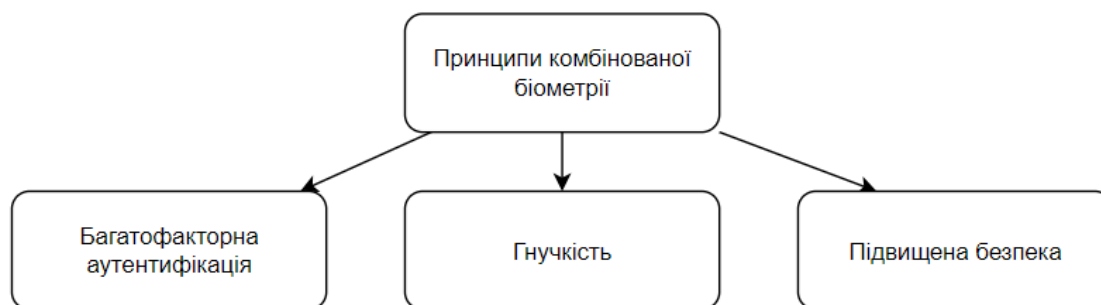 Принципи комбінованої
біометрії
Багатофакторна
аутентифікація
Гнучкість
Підвищена безпека